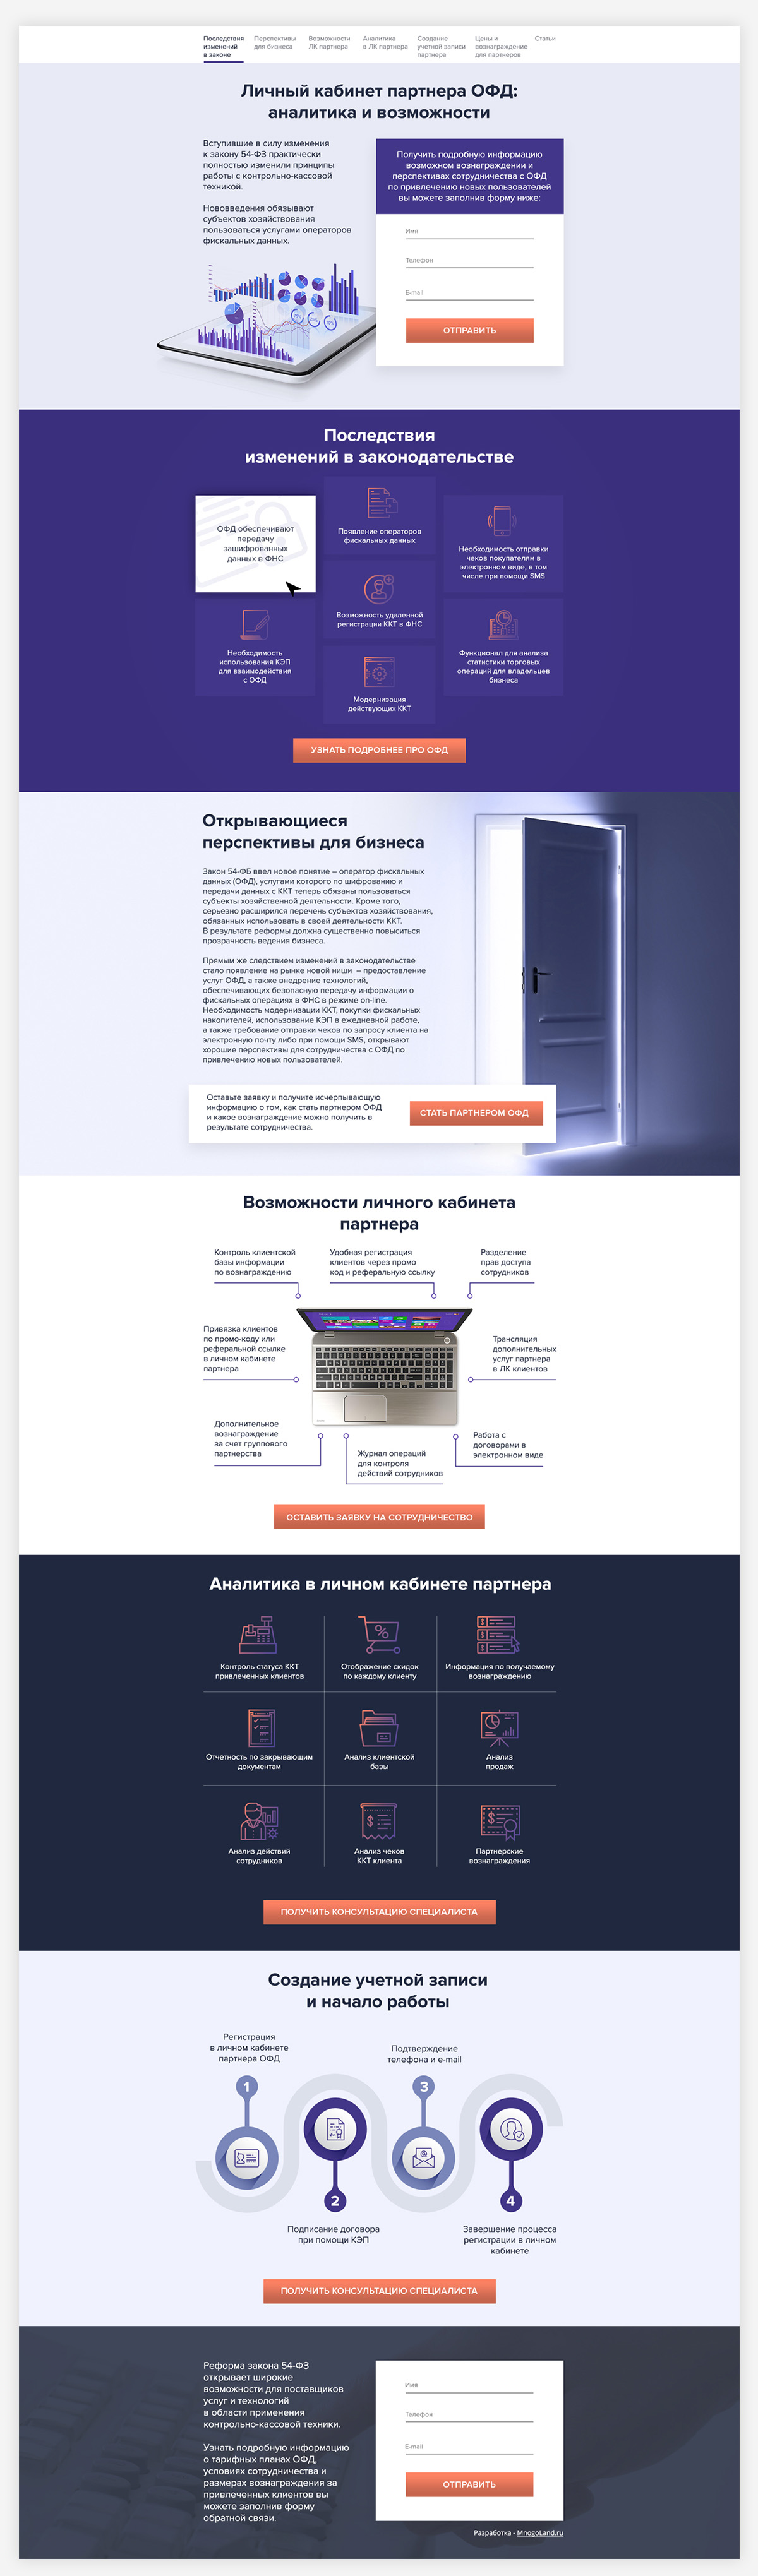 Последствия
изменений
в законе
Перспективы
для бизнеса
Возможности
ЛК партнера
Аналитика
в ЛК партнера
Создание
учетной записи
партнера
Цены и
вознаграждение
для партнеров
Статьи
Личный кабинет партнера ОФД:
аналитика и возможности
Вступившие в силу изменения
к закону 54-ФЗ практически
полностью изменили принципы
работы с контрольно-кассовой
техникой.
Нововведения обязывают
субъектов хозяйствования
пользоваться услугами операторов
фискальных данных.
Получить подробную информацию
возможном вознаграждении и
перспективах сотрудничества с ОФД
по привлечению новых пользователей
вы можете заполнив форму ниже:
Имя
Телефон
E-mail
ОТПРАВИТЬ
Последствия
изменений в законодательстве
ОФД обеспечивают
передачу
зашифрованных
данных в ФНС
Появление операторов
фискальных данных
Необходимость отправки
чеков покупателям в
электронном виде, в том
числе при помощи SMS
Возможность удаленной
регистрации ККТ в ФНС
Необходимость
использования КЭП
для взаимодействия
с ОФД
Функционал для анализа
статистики торговых
операций для владельцев
бизнеса
Модернизация
действующих ККТ
УЗНАТЬ ПОДРОБНЕЕ ПРО ОФД
Открывающиеся
перспективы для бизнеса
Закон 54-ФБ ввел новое понятие – оператор фискальных
данных (ОФД), услугами которого по шифрованию и
передачи данных с ККТ теперь обязаны пользоваться
субъекты хозяйственной деятельности. Кроме того,
серьезно расширился перечень субъектов хозяйствования,
обязанных использовать в своей деятельности ККТ.
В результате реформы должна существенно повыситься
прозрачность ведения бизнеса.
Прямым же следствием изменений в законодательстве
стало появление на рынке новой ниши – предоставление
услуг ОФД, а также внедрение технологий,
обеспечивающих безопасную передачу информации о
фискальных операциях в ФНС в режиме on-line.
Необходимость модернизации ККТ, покупки фискальных
накопителей, использование КЭП в ежедневной работе,
а также требование отправки чеков по запросу клиента на
электронную почту либо при помощи SMS, открывают
хорошие перспективы для сотрудничества с ОФД по
привлечению новых пользователей.
Оставьте заявку и получите исчерпывающую
информацию о том, как стать партнером ОФД
и какое вознаграждение можно получить в
результате сотрудничества.
СТАТЬ ПАРТНЕРОМ ОФД
Возможности личного кабинета
партнера
Контроль клиентской
базы информации
по вознаграждению
Удобная регистрация
клиентов через промо
код и реферальную ссылку
Разделение
прав доступа
сотрудников
Привязка клиентов
по промо-коду или
реферальной ссылке
в личном кабинете
партнера
Трансляция
дополнительных
услуг партнера
в ЛК клиентов
Дополнительное
вознаграждение
за счет группового
партнерства
Журнал операций
для контроля
действий сотрудников
Работа с
договорами в
электронном виде
ОСТАВИТЬ ЗАЯВКУ НА СОТРУДНИЧЕСТВО
Аналитика в личном кабинете партнера
Контроль статуса ККТ
привлеченных клиентов
Отображение скидок
по каждому клиенту
Информация по получаемому
вознаграждению
Отчетность по закрывающим
документам
Анализ клиентской
базы
Анализ
продаж
Анализ действий
сотрудников
Анализ чеков
ККТ клиента
Партнерские
вознаграждения
ПОЛУЧИТЬ КОНСУЛЬТАЦИЮ СПЕЦИАЛИСТА
Создание учетной записи
и начало работы
Регистрация
в личном кабинете
партнера ОФД
Подтверждение
телефона и e-mail
1
3
2
4
Подписание договора
при помощи КЭП
Завершение процесса
регистрации в личном
кабинете
ПОЛУЧИТЬ КОНСУЛЬТАЦИЮ СПЕЦИАЛИСТА
Реформа закона 54-ФЗ
открывает широкие
возможности для поставщиков
услуг и технологий
в области применения
контрольно-кассовой техники.
Узнать подробную информацию
о тарифных планах ОФД,
условиях сотрудничества и
размерах вознаграждения за
привлеченных клиентов вы
можете заполнив форму
обратной связи.
Имя
Телефон
E-mail
ОТПРАВИТЬ
Разработка - MnogoLand.ru